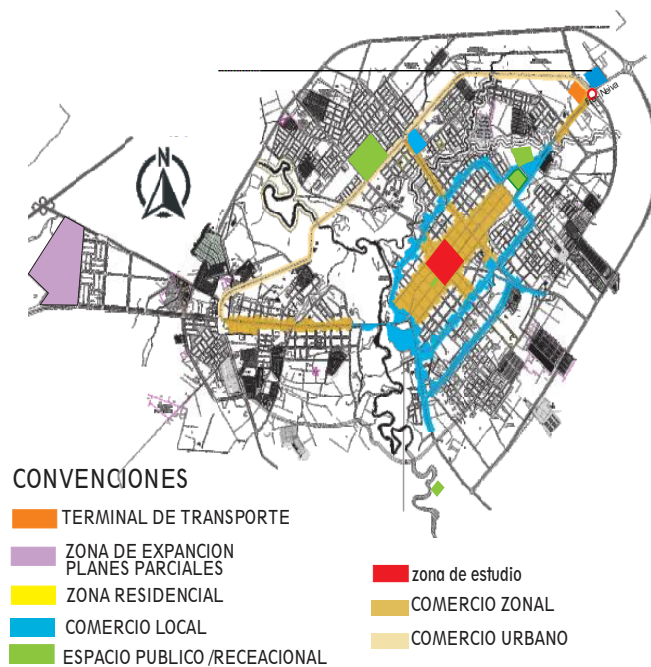 N
Neiva
CONVENCIONES
TERMINAL DE TRANSPORTE
ZONA DE EXPANCION
PLANES PARCIALES
ZONA RESIDENCIAL
COMERCIO LOCAL
ESPACIO PUBLICO /RECEACIONAL
zona de estudio
COMERCIO ZONAL
COMERCIO URBANO